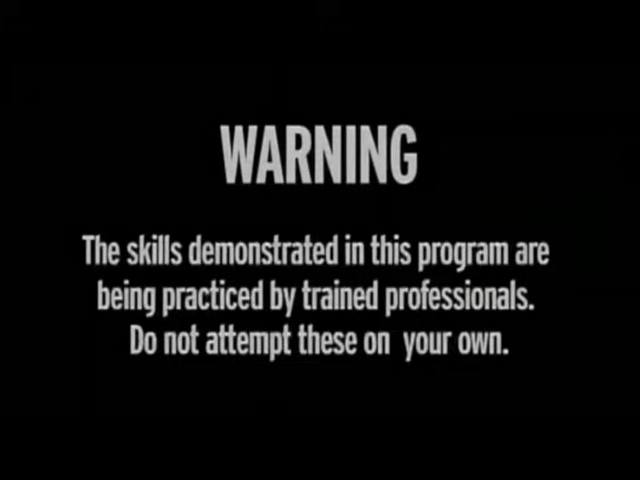 WARNING
The skills demonstrated in this program are
being practiced by trained professionals.
Do not attempt these on your own.